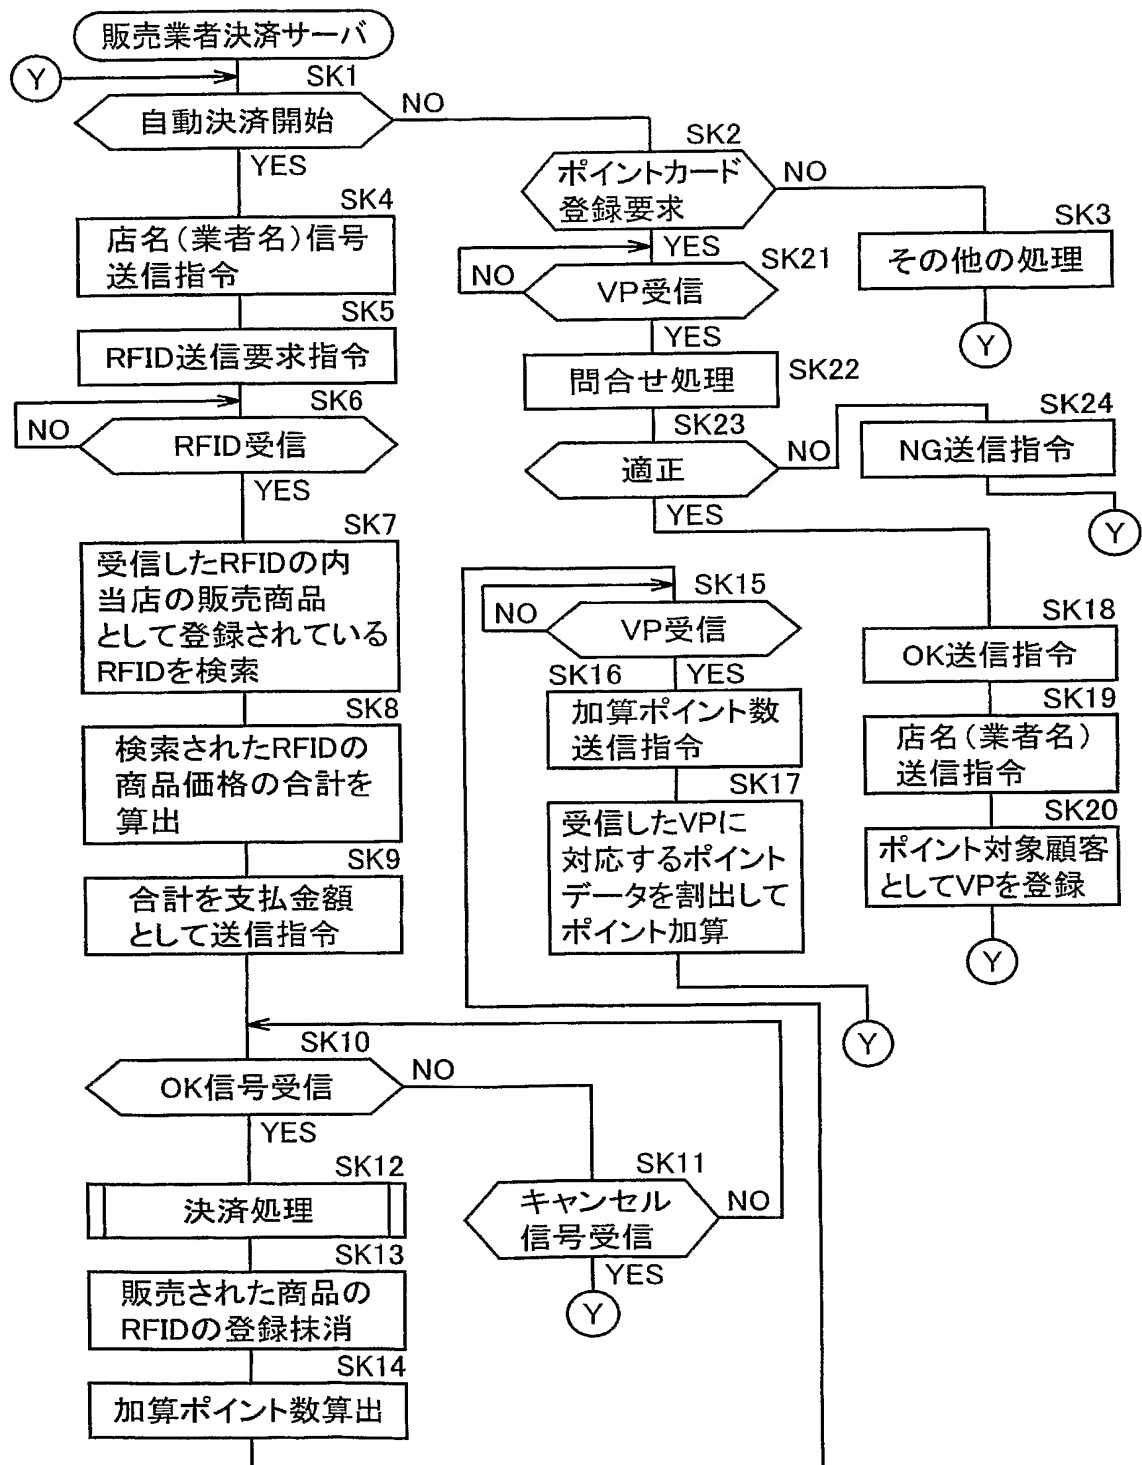 販売業者決済サーバ
Y
SK1
自動決済開始
NO
YES
SK2
ポイントカード
登録要求
NO
YES
SK3
その他の処理
Y
SK4
店名(業者名)信号
送信指令
SK5
RFID送信要求指令
SK6
NO
RFID受信
YES
SK21
NO
VP受信
YES
問合せ処理
SK22
SK23
適正
NO
YES
SK24
NG送信指令
Y
SK7
受信したRFIDの内
当店の販売商品
として登録されている
RFIDを検索
SK8
検索されたRFIDの
商品価格の合計を
算出
SK9
合計を支払金額
として送信指令
SK15
NO
VP受信
YES
SK16
加算ポイント数
送信指令
SK17
受信したVPに
対応するポイント
データを割出して
ポイント加算
Y
SK18
OK送信指令
SK19
店名(業者名)
送信指令
SK20
ポイント対象顧客
としてVPを登録
Y
SK10
OK信号受信
NO
YES
SK11
キャンセル
信号受信
NO
YES
Y
SK12
決済処理
SK13
販売された商品の
RFIDの登録抹消
SK14
加算ポイント数算出